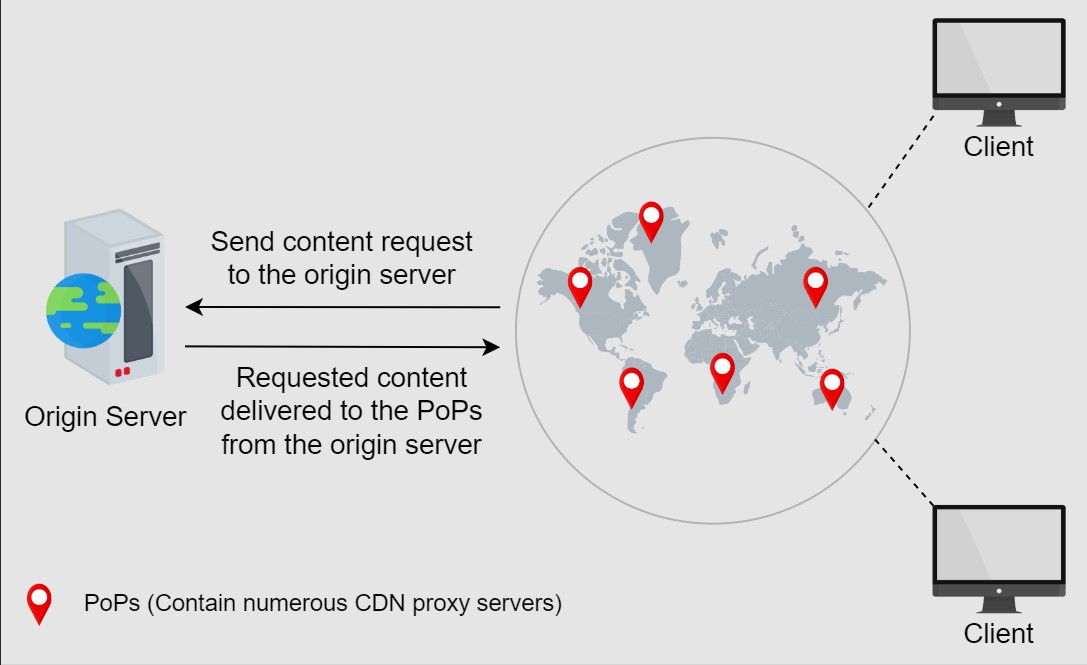 Client
Send content request
to the origin server
Requested content
delivered to the PoPs
from the origin server
Origin Server
PoPs (Contain numerous CDN proxy servers)
Client